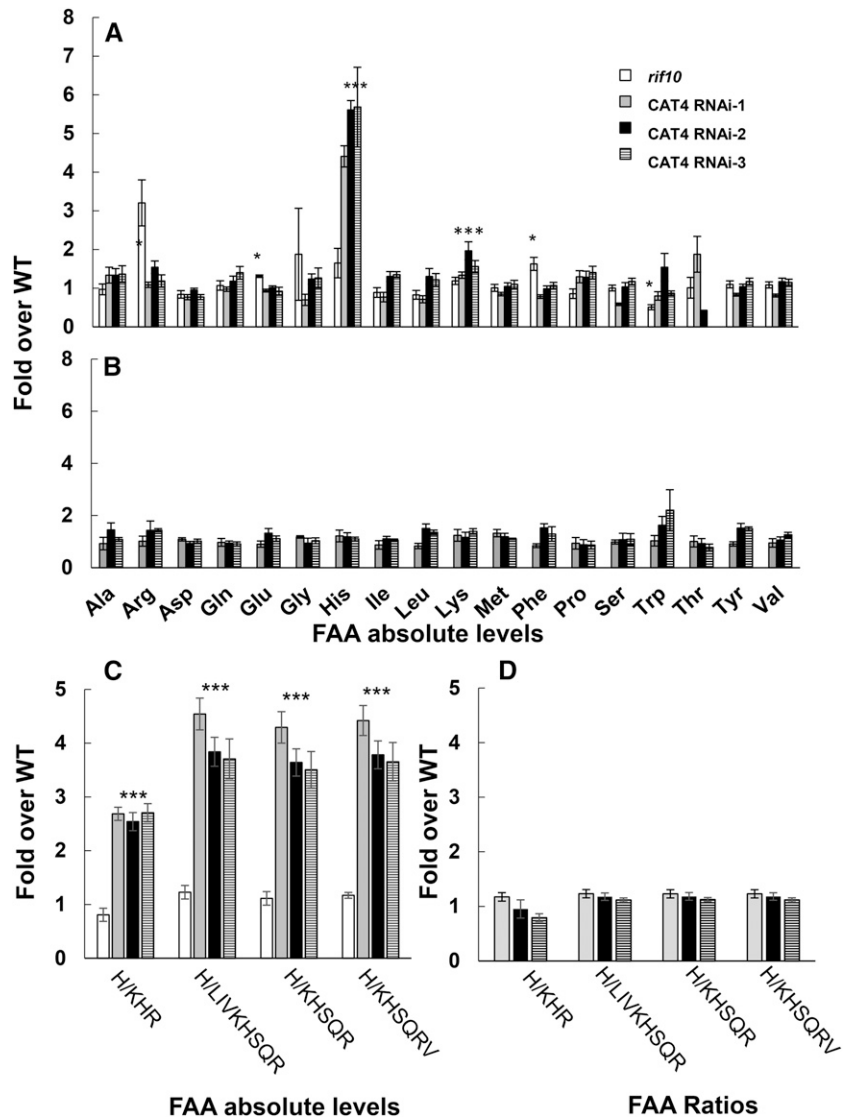 A
8
7
6
5
4
3
2
1
0
Fold over WT
rif10
CAT4 RNAi-1
CAT4 RNAi-2
CAT4 RNAi-3
*
*
***
***
*
*
B
8
6
4
2
0
Ala Arg Asp Gln Glu Gly His Ile Leu Lys Met Phe Pro Ser Trp Thr Tyr Val
FAA absolute levels
C
5
4
3
2
1
0
Fold over WT
***
***
***
***
H/KHR H/LIVKHSQR H/KHSQR H/KHSQRV
FAA absolute levels
D
5
4
3
2
1
0
Fold over WT
H/KHR H/LIVKHSQR H/KHSQR H/KHSQRV
FAA Ratios